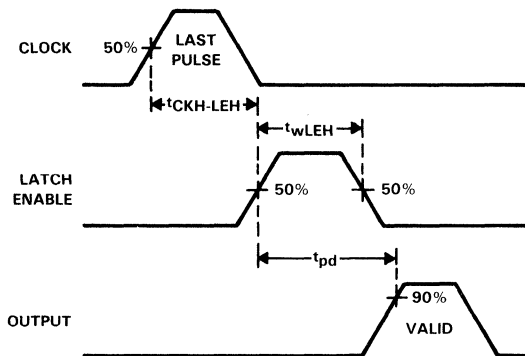 CLOCK
50%
LAST
PULSE
tCKH-LEH
twLEH
LATCH
ENABLE
50%
50%
tpd
90%
OUTPUT
VALID